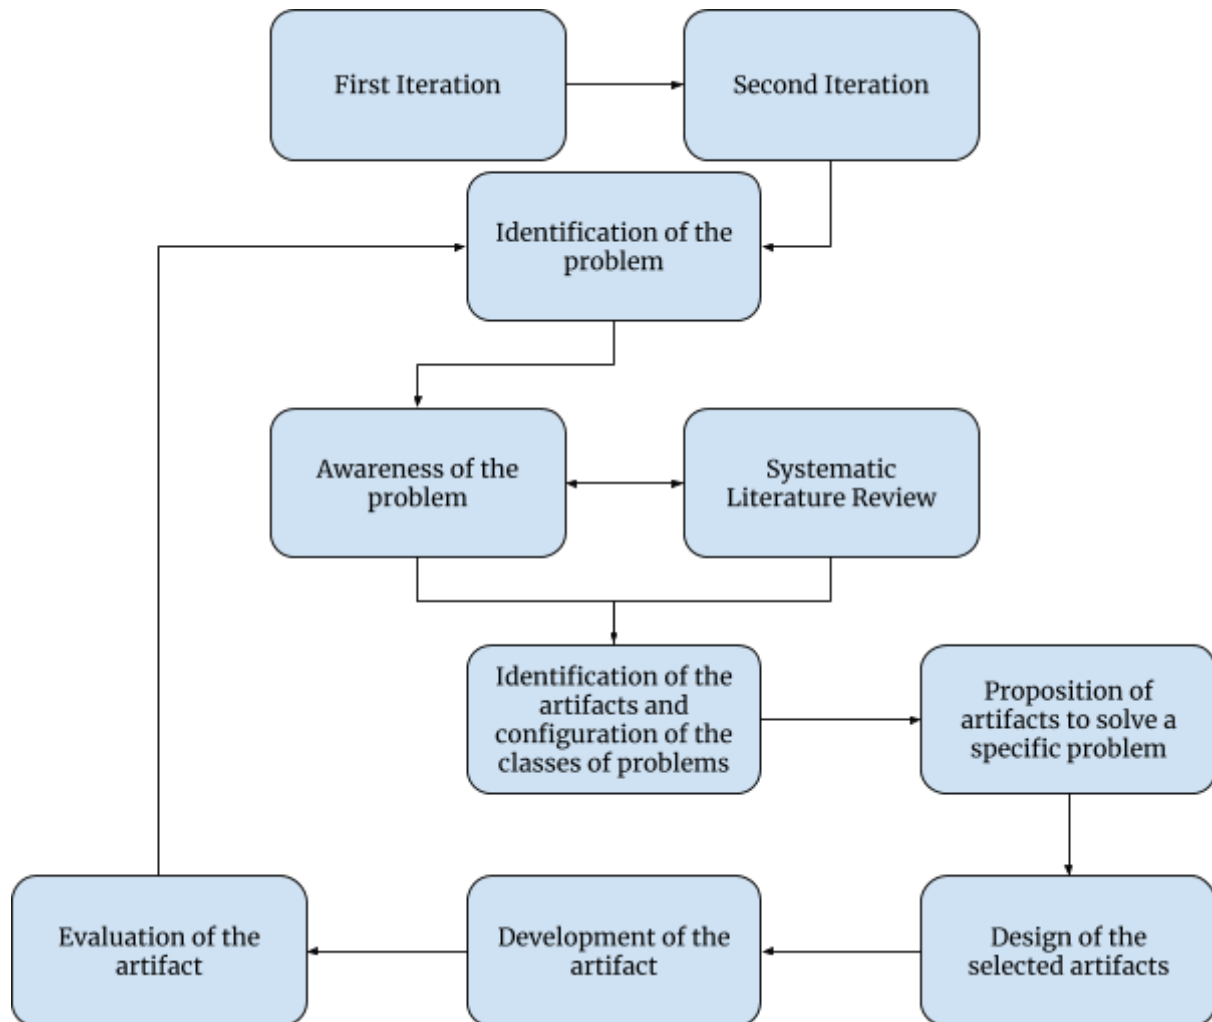 First Iteration
Second Iteration
Identification of the
problem
Awareness of the
problem
Systematic
Literature Review
Identification of the
artifacts and
configuration of the
classes of problems
Proposition of
artifacts to solve a
specific problem
Evaluation of the
artifact
Development of the
artifact
Design of the
selected artifacts